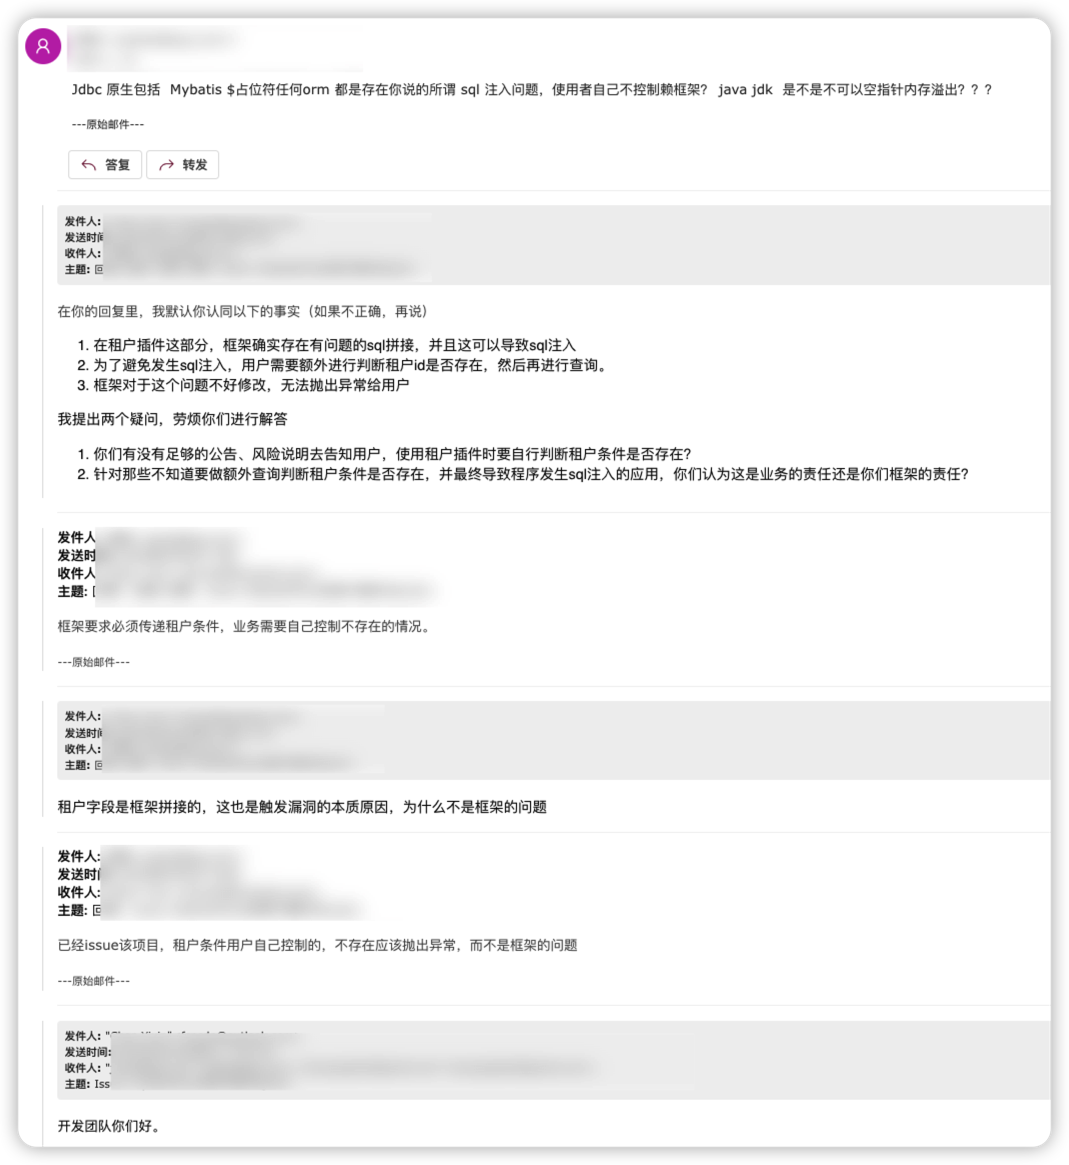 Jdbc 原生包括 Mybatis $占位符任何orm 都是存在你说的所谓 sql 注入问题，使用者自己不控制赖框架？ java jdk 是不是不可以空指针内存溢出？？？
---原始邮件---
答复 转发
发件人:
发送时间
收件人:
主题: 回
在你的回复里，我默认你认同以下的事实（如果不正确，再说）
1. 在租户插件这部分，框架确实存在有问题的sql拼接，并且这可以导致sql注入
2. 为了避免发生sql注入，用户需要额外进行判断租户id是否存在，然后再进行查询。
3. 框架对于这个问题不好修改，无法抛出异常给用户
我提出两个疑问，劳烦你们进行解答
1. 你们有没有足够的公告、风险说明去告知用户，使用租户插件时要自行判断租户条件是否存在？
2. 针对那些不知道要做额外查询判断租户条件是否存在，并最终导致程序发生sql注入的应用，你们认为这是业务的责任还是你们框架的责任？
发件人
发送时
收件人
主题:
框架要求必须传递租户条件，业务需要自己控制不存在的情况。
---原始邮件---
发件人:
发送时间
收件人:
主题: 回
租户字段是框架拼接的，这也是触发漏洞的本质原因，为什么不是框架的问题
发件人:
发送时间
收件人:
主题: 回
已经issue该项目，租户条件用户自己控制的，不存在应该抛出异常，而不是框架的问题
---原始邮件---
发件人:
发送时间:
收件人:
主题: Iss
开发团队你们好。